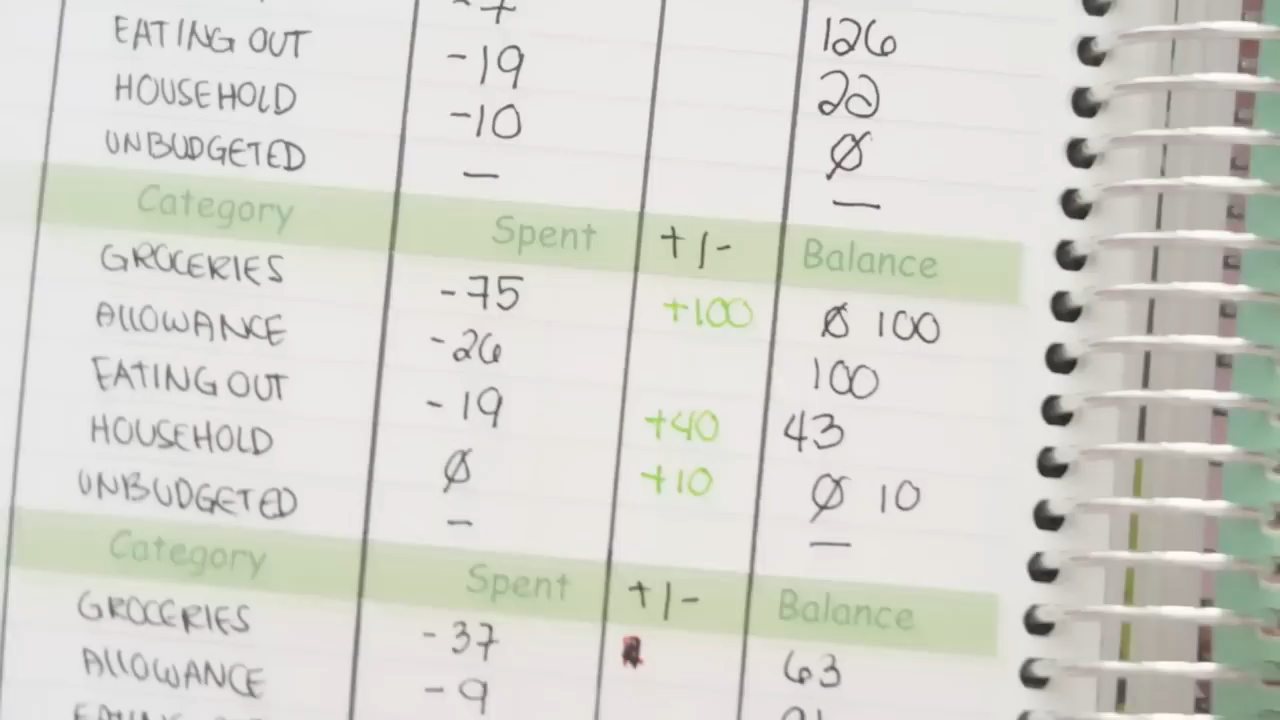 -7 126
EATING OUT -19 22
HOUSEHOLD -10 Ø
UNBUDGETED — —
Category Spent +/- Balance
GROCERIES -75 +100 Ø 100
ALLOWANCE -26 100
EATING OUT -19 +40 43
HOUSEHOLD Ø +10 Ø 10
UNBUDGETED — —
Category Spent +/- Balance
GROCERIES -37 63
ALLOWANCE -9